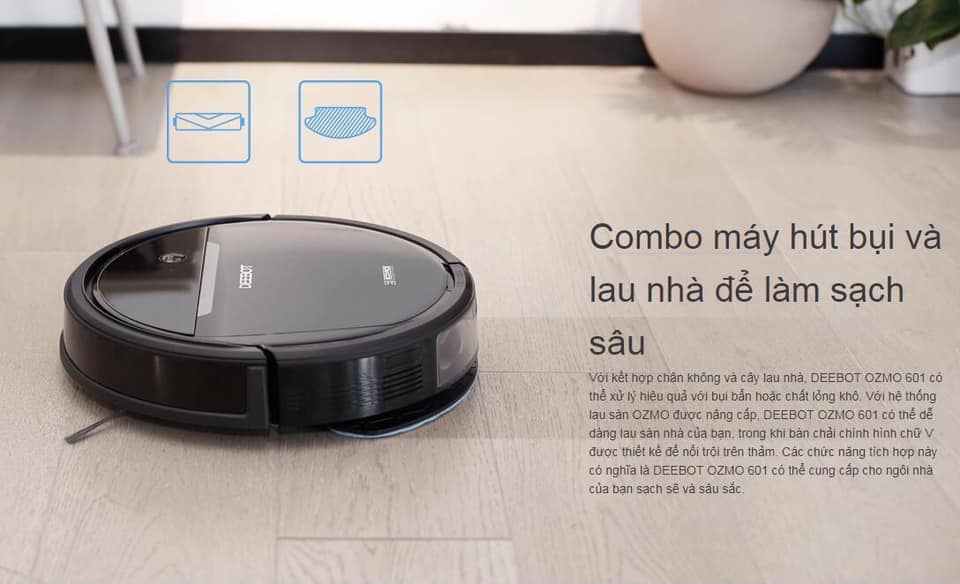 DEEBOT
Combo máy hút bụi và
lau nhà để làm sạch
sâu
Với kết hợp chân không và cây lau nhà, DEEBOT OZMO 601 có
thể xử lý hiệu quả với bụi bẩn hoặc chất lỏng khô. Với hệ thống
lau sàn OZMO được nâng cấp, DEEBOT OZMO 601 có thể dễ
dàng lau sàn nhà của bạn, trong khi bàn chải chính hình chữ V
được thiết kế để nổi trội trên thảm. Các chức năng tích hợp này
có nghĩa là DEEBOT OZMO 601 có thể cung cấp cho ngôi nhà
của bạn sạch sẽ và sâu sắc.